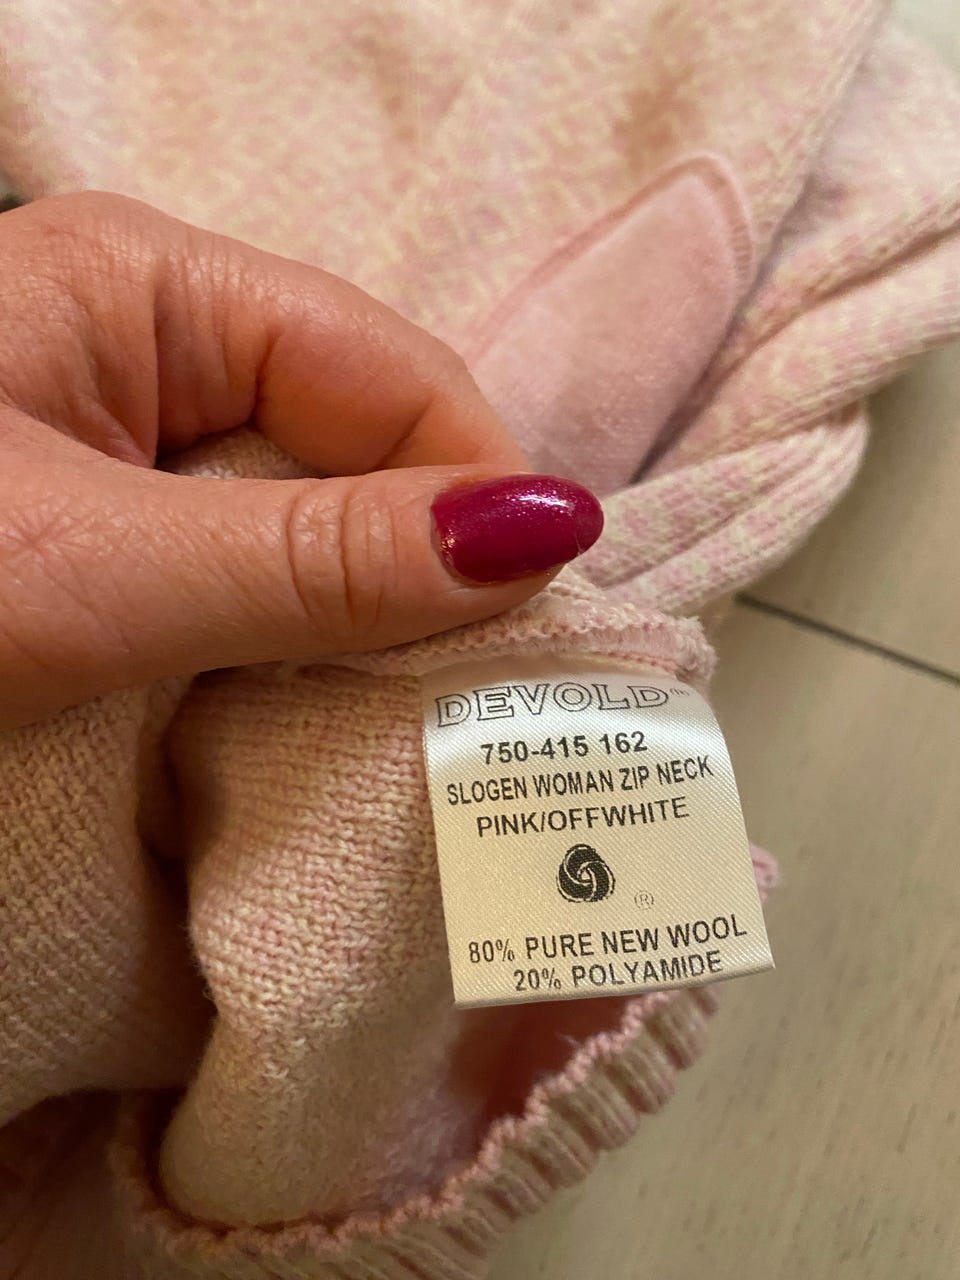 DEVOLD
750-415 162
SLOGEN WOMAN ZIP NECK
PINK/OFFWHITE
®
80% PURE NEW WOOL
20% POLYAMIDE